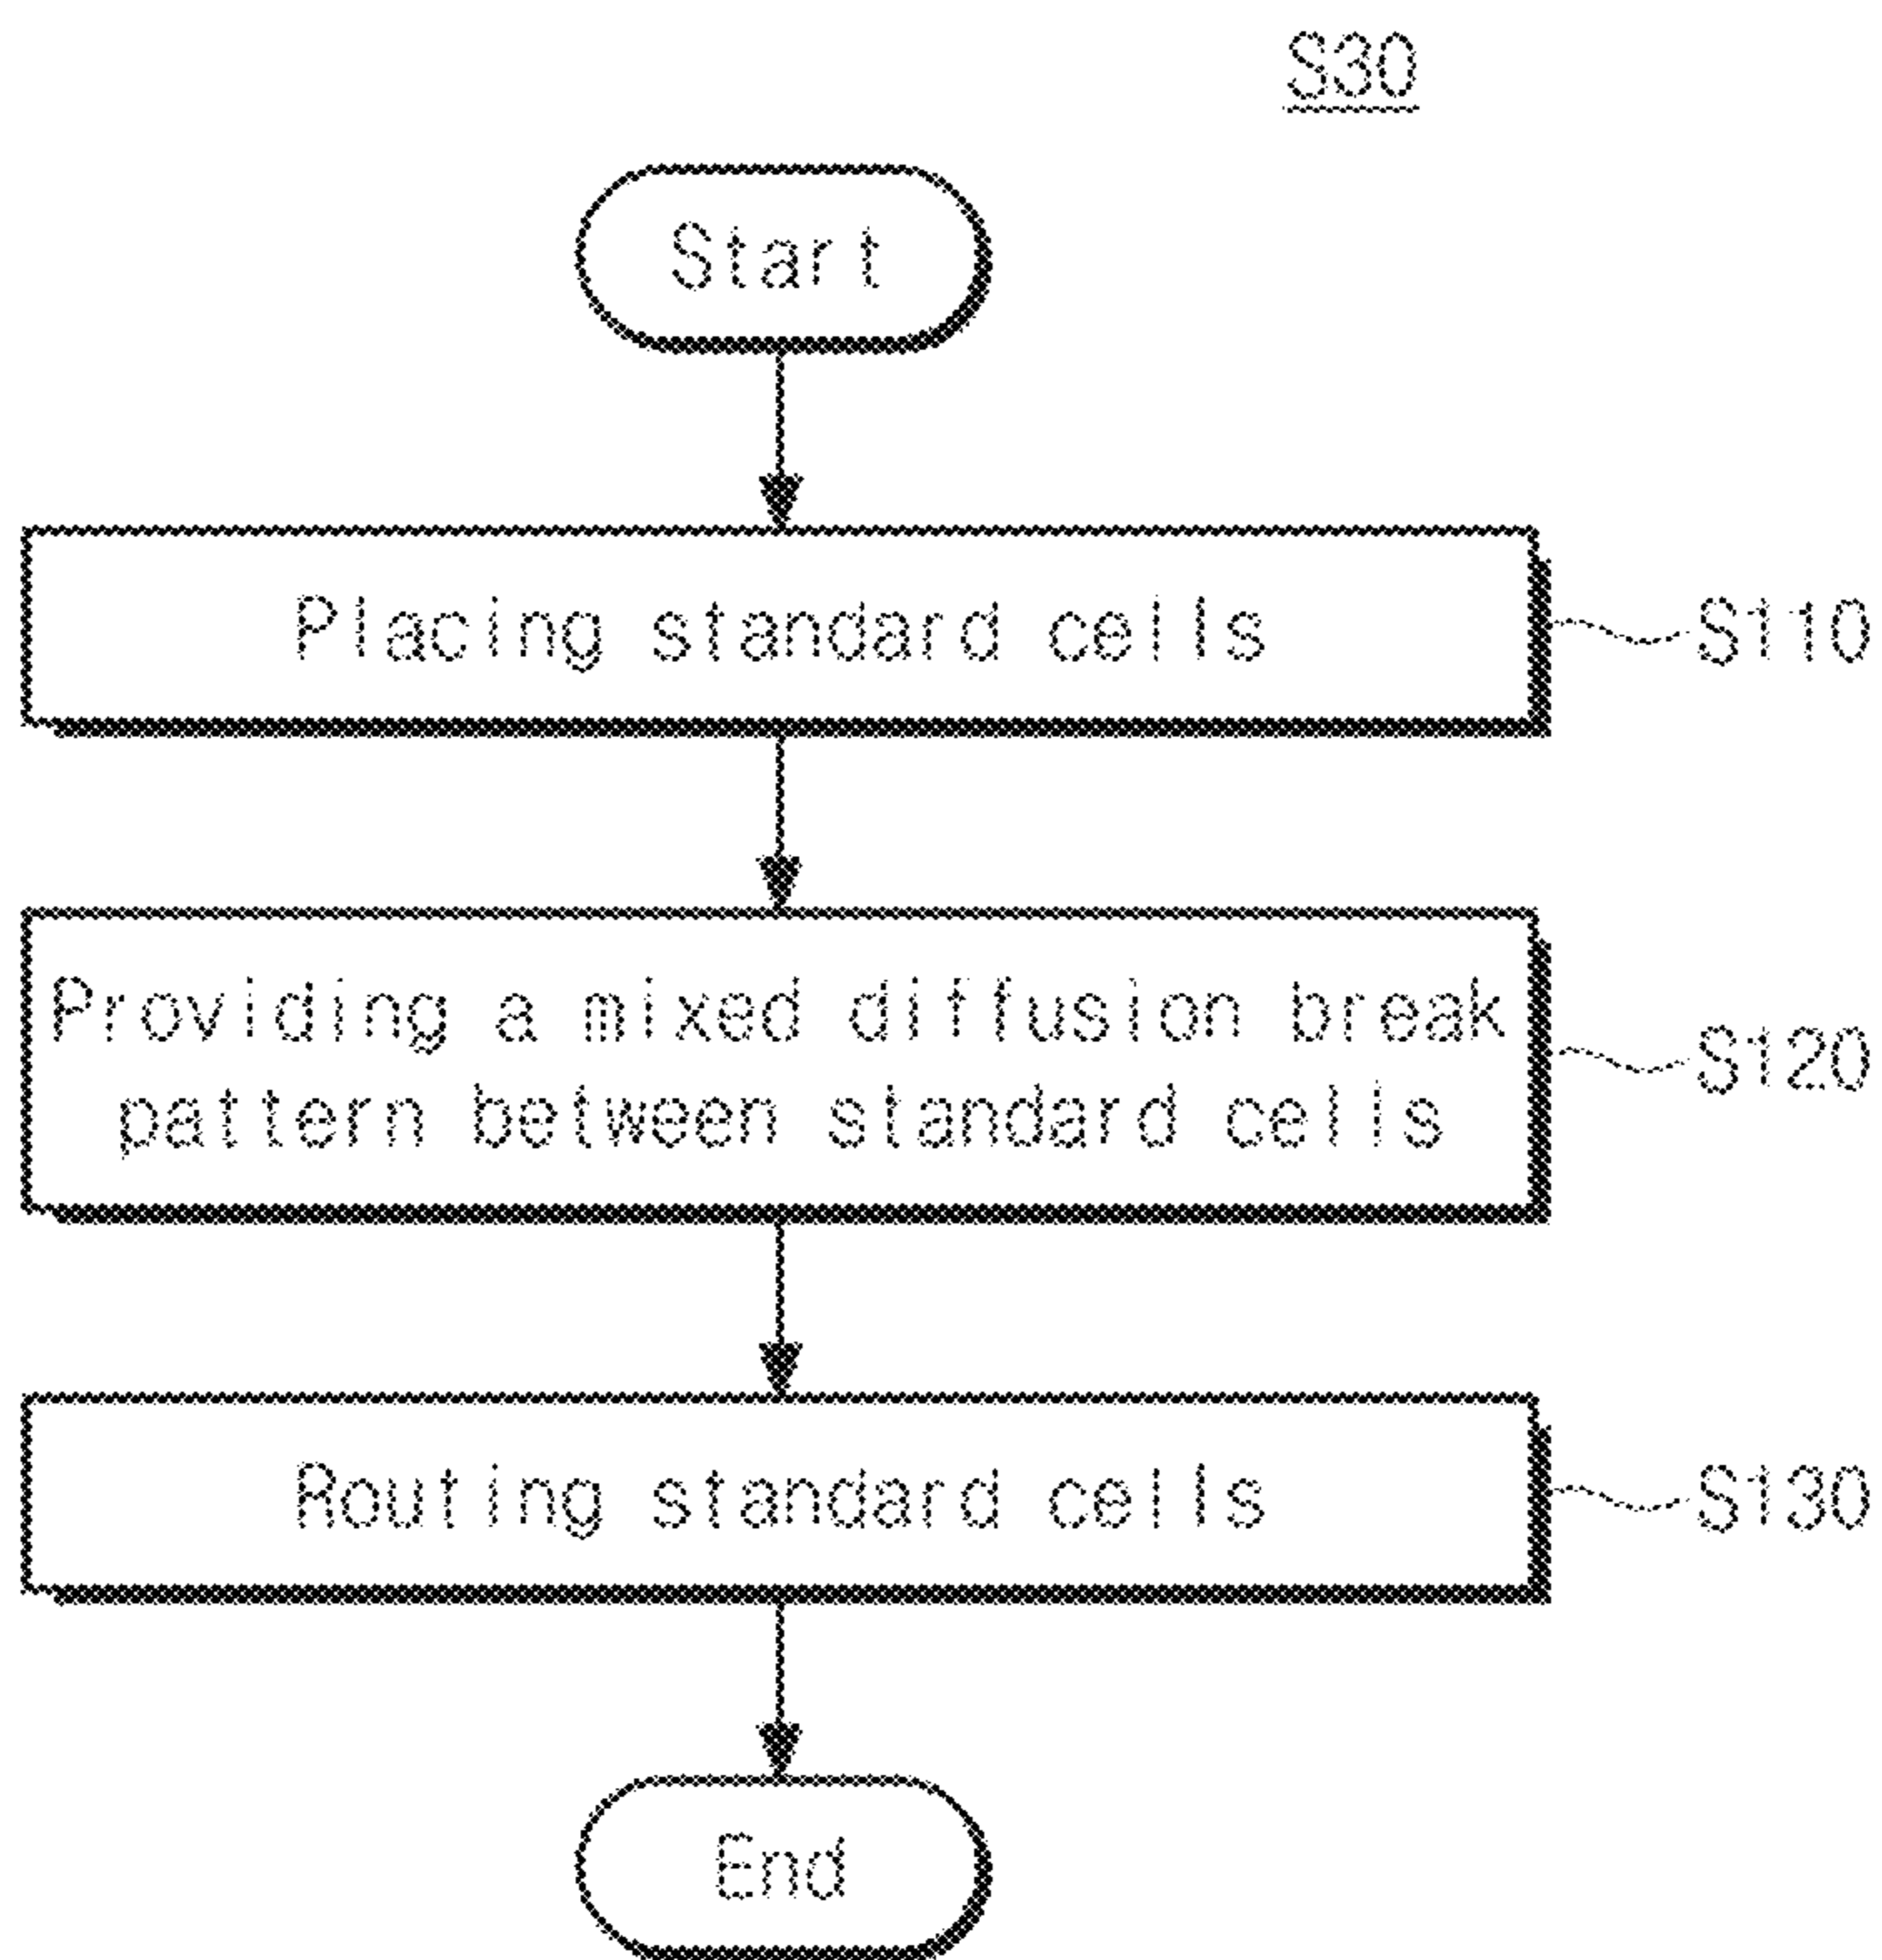 S30
Start
Placing standard cells
S110
Providing a mixed diffusion break
pattern between standard cells
S120
Routing standard cells
S130
End